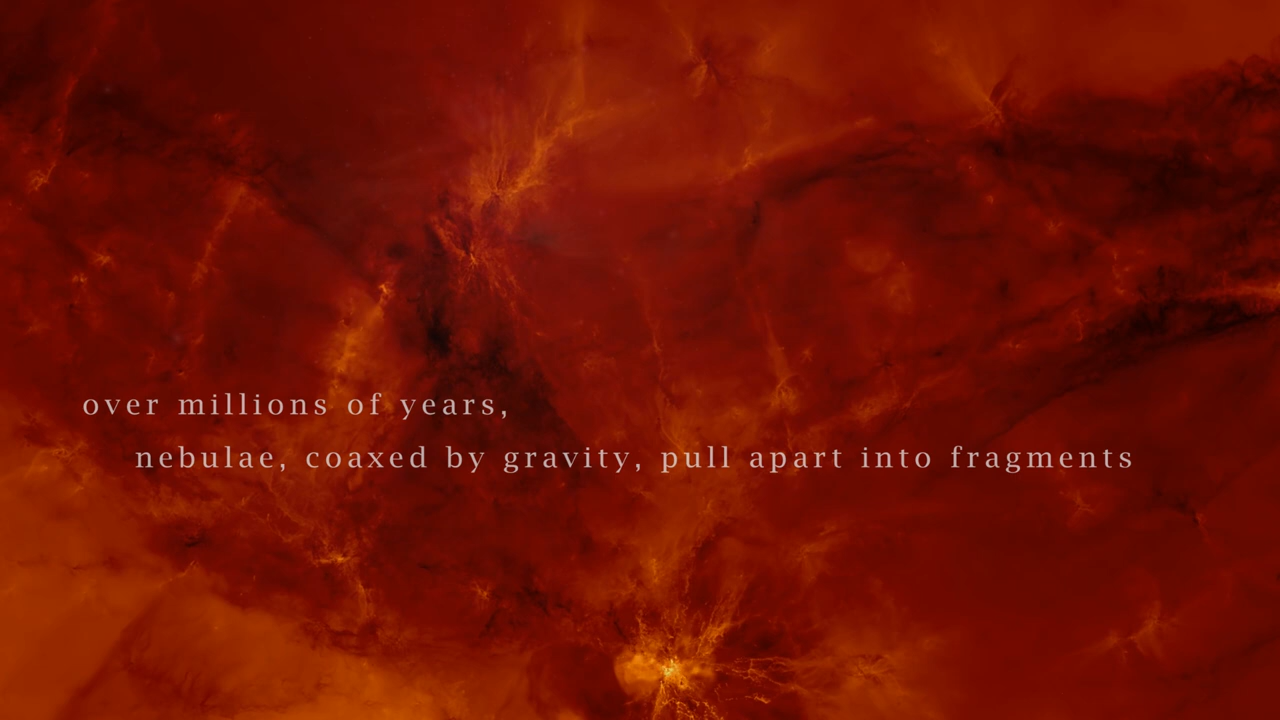 over millions of years,
nebulae, coaxed by gravity, pull apart into fragments